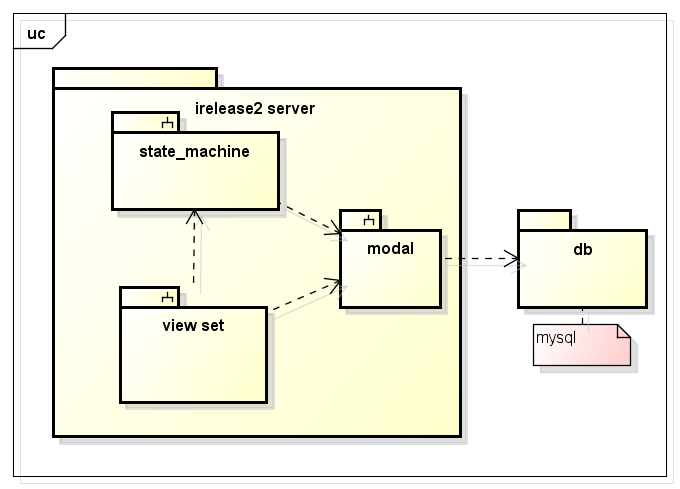 uc
irelease2 server
state_machine
modal
db
view set
mysql